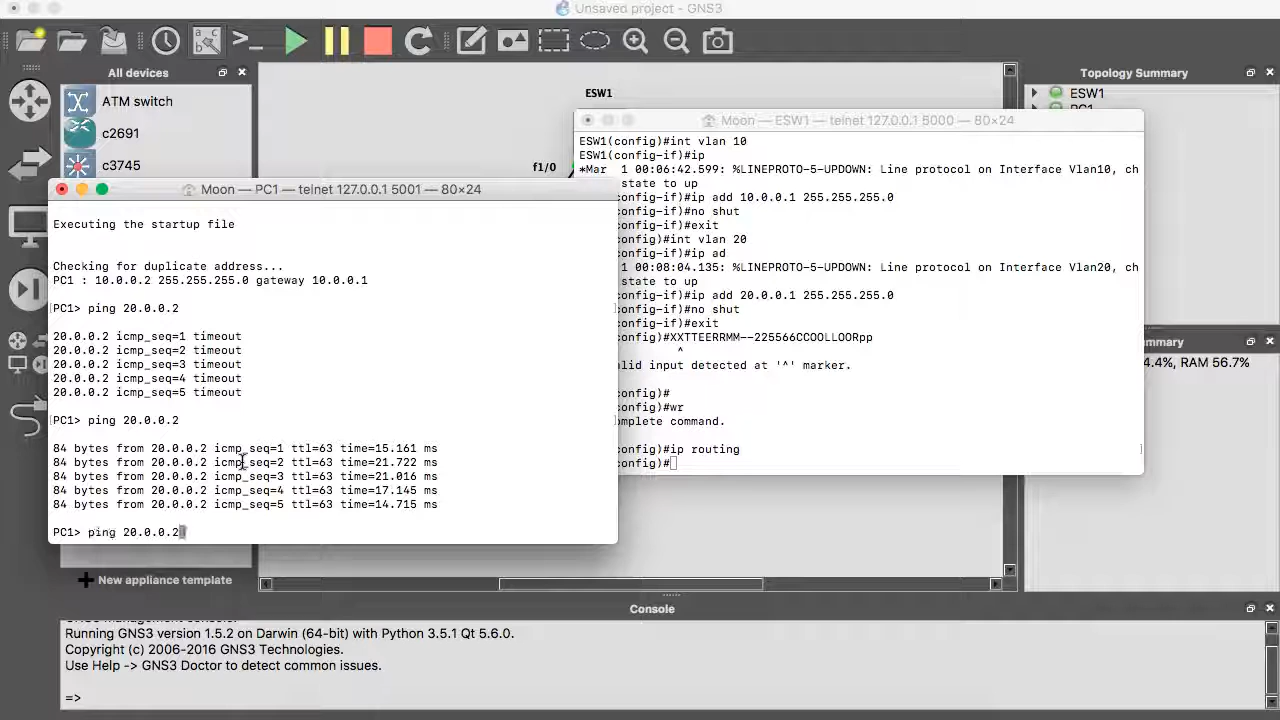 Unsaved project - GNS3
All devices
ATM switch
c2691
c3745
New appliance template
ESW1
f1/0
Topology Summary
ESW1
Moon — ESW1 — telnet 127.0.0.1 5000 — 80×24
ESW1(config)#int vlan 10
ESW1(config-if)#ip
*Mar  1 00:06:42.599: %LINEPROTO-5-UPDOWN: Line protocol on Interface Vlan10, ch
state to up
config-if)#ip add 10.0.0.1 255.255.255.0
config-if)#no shut
config-if)#exit
config)#int vlan 20
config-if)#ip ad
1 00:08:04.135: %LINEPROTO-5-UPDOWN: Line protocol on Interface Vlan20, ch
state to up
config-if)#ip add 20.0.0.1 255.255.255.0
config-if)#no shut
config-if)#exit
config)#XXTTEERRMM--225566CCOOLLOORpp
^
alid input detected at '^' marker.
config)#
config)#wr
omplete command.
config)#ip routing
config)#
Moon — PC1 — telnet 127.0.0.1 5001 — 80×24
Executing the startup file
Checking for duplicate address...
PC1 : 10.0.0.2 255.255.255.0 gateway 10.0.0.1
PC1> ping 20.0.0.2
20.0.0.2 icmp_seq=1 timeout
20.0.0.2 icmp_seq=2 timeout
20.0.0.2 icmp_seq=3 timeout
20.0.0.2 icmp_seq=4 timeout
20.0.0.2 icmp_seq=5 timeout
PC1> ping 20.0.0.2
84 bytes from 20.0.0.2 icmp_seq=1 ttl=63 time=15.161 ms
84 bytes from 20.0.0.2 icmp_seq=2 ttl=63 time=21.722 ms
84 bytes from 20.0.0.2 icmp_seq=3 ttl=63 time=21.016 ms
84 bytes from 20.0.0.2 icmp_seq=4 ttl=63 time=17.145 ms
84 bytes from 20.0.0.2 icmp_seq=5 ttl=63 time=14.715 ms
PC1> ping 20.0.0.2
mmary
4.4%, RAM 56.7%
Console
Running GNS3 version 1.5.2 on Darwin (64-bit) with Python 3.5.1 Qt 5.6.0.
Copyright (c) 2006-2016 GNS3 Technologies.
Use Help -> GNS3 Doctor to detect common issues.
=>